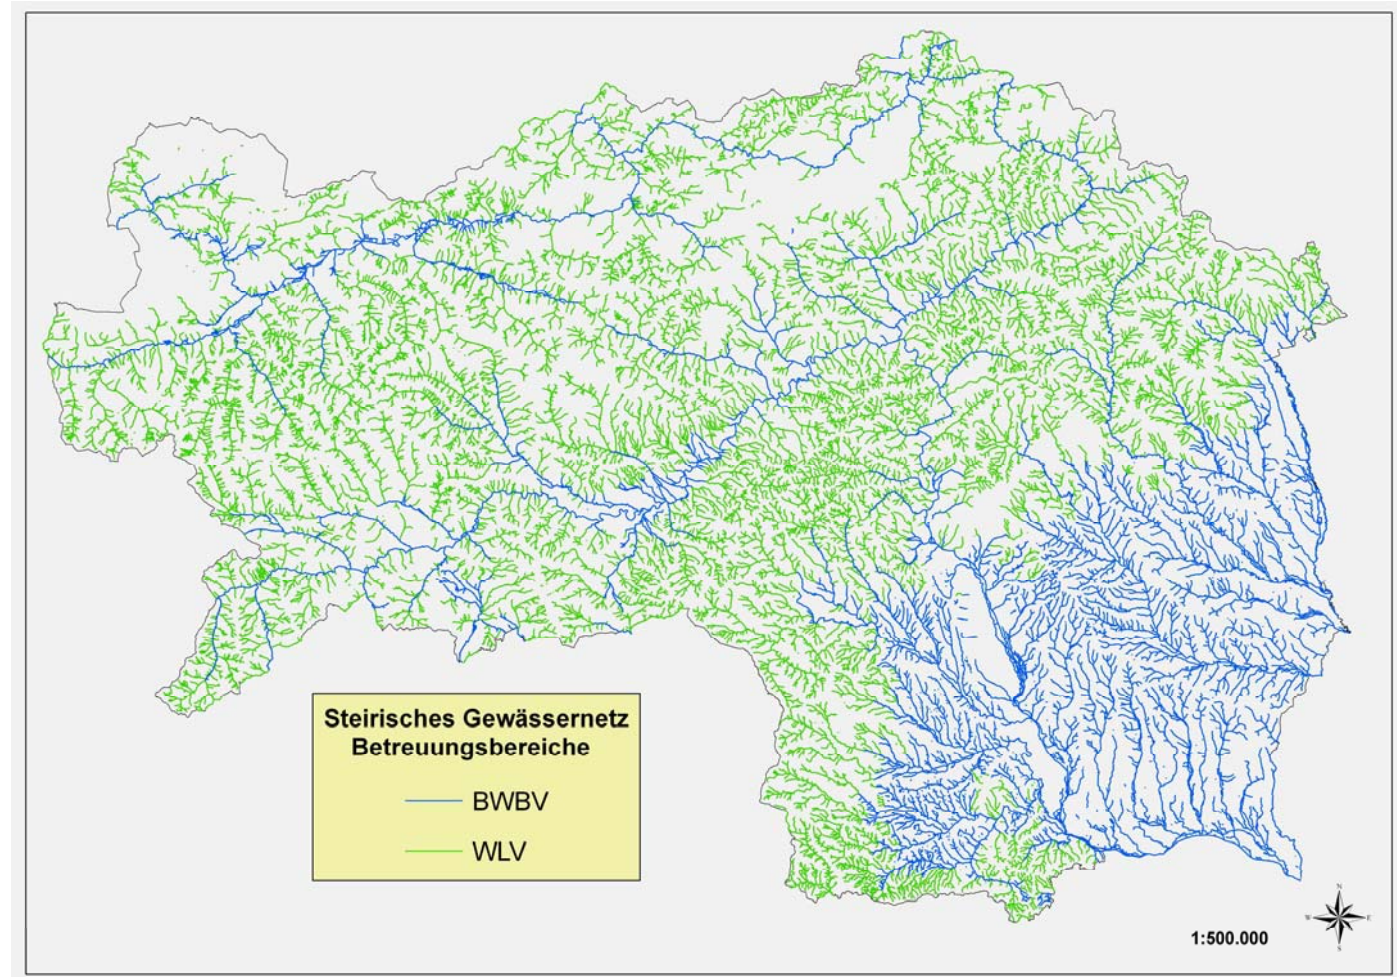 Steirisches Gewässernetz
Betreuungsbereiche
BWBV
WLV
1:500.000
N
W
E
S